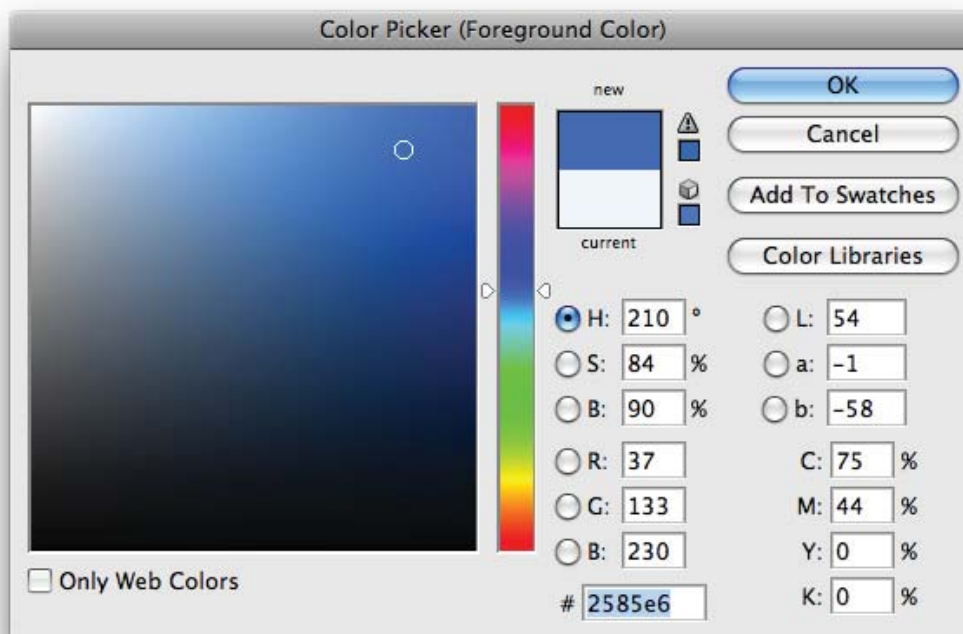 Color Picker (Foreground Color)
new
current
OK
Cancel
Add To Swatches
Color Libraries
H: 210 °
S: 84 %
B: 90 %
R: 37
G: 133
B: 230
# 2585e6
L: 54
a: -1
b: -58
C: 75 %
M: 44 %
Y: 0 %
K: 0 %
Only Web Colors